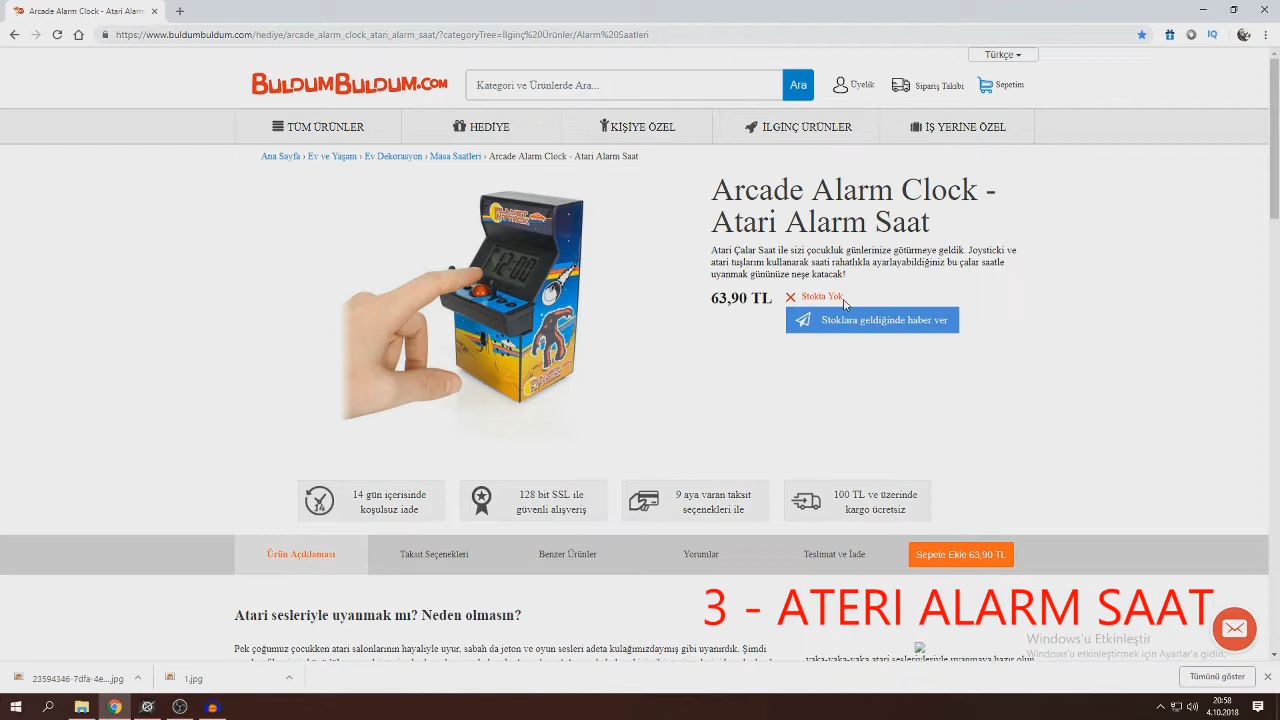 Arcade Alarm Clock - Atari Alarm
https://www.buldumbuldum.com/hediye/arcade_alarm_clock_atari_alarm_saat/?categoryTree=İlginç%20Ürünler/Alarm%20Saatleri
Türkçe
BULDUMBULDUM.COM
Kategori ve Ürünlerde Ara...
Ara
Üyelik
Sipariş Takibi
Sepetim
TÜM ÜRÜNLER
HEDİYE
KİŞİYE ÖZEL
İLGİNÇ ÜRÜNLER
İŞ YERİNE ÖZEL
Ana Sayfa › Ev ve Yaşam › Ev Dekorasyon › Masa Saatleri › Arcade Alarm Clock - Atari Alarm Saat
12:00
Arcade Alarm Clock -
Atari Alarm Saat
Atari Çalar Saat ile sizi çocukluk günlerinize götürmeye geldik. Joysticki ve
atari tuşlarını kullanarak saati rahatlıkla ayarlayabildiğiniz bu çalar saatle
uyanmak gününüze neşe katacak!
63,90 TL
Stokta Yok
Stoklara geldiğinde haber ver
14 gün içerisinde
koşulsuz iade
128 bit SSL ile
güvenli alışveriş
9 aya varan taksit
seçenekleri ile
100 TL ve üzerinde
kargo ücretsiz
Ürün Açıklaması
Taksit Seçenekleri
Benzer Ürünler
Yorumlar
Teslimat ve İade
Sepete Ekle 63,90 TL
Atari sesleriyle uyanmak mı? Neden olmasın?
3 - ATERI ALARM SAAT
Windows'u Etkinleştir
Windows'u etkinleştirmek için Ayarlar'a gidin.
Pek çoğumuz çocukken atari salonlarının hayaliyle uyur, sabah da jeton ve oyun sesleri adeta kulağımızdaymış gibi uyanırdık. Şimdi
23594346-7dfa-4e....jpg
1.jpg
Tümünü göster
20:58
4.10.2018